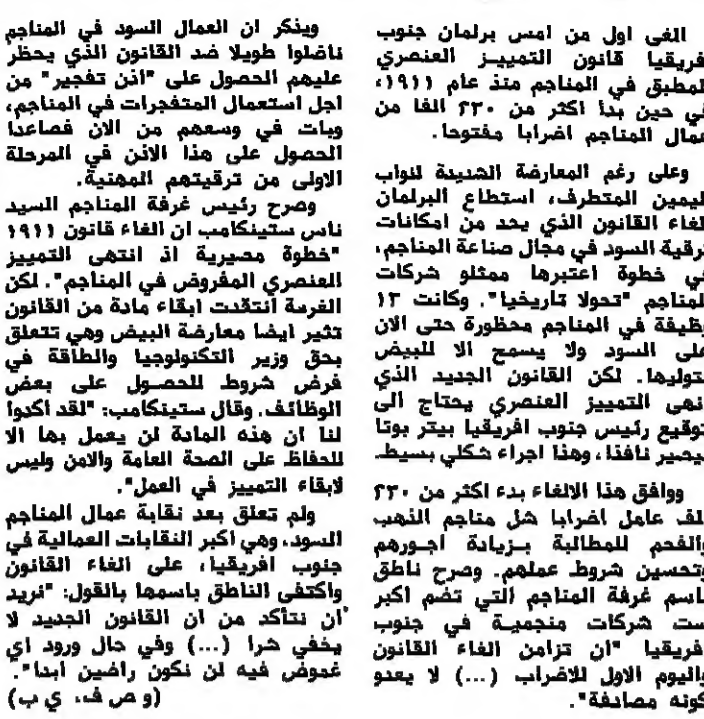 الغى اول من امس برلمان جنوب
افريقيا قانون التمييز العنصري
المطبق في المناجم منذ عام ١٩١١،
في حين بدأ اكثر من ٢٣٠ الفا من
عمال المناجم اضرابا مفتوحا.
وعلى رغم المعارضة الشديدة لنواب
اليمين المتطرف، استطاع البرلمان
الغاء القانون الذي يحد من امكانات
ترقية السود في مجال صناعة المناجم،
في خطوة اعتبرها ممثلو شركات
المناجم "تحولا تاريخيا". وكانت ١٣
وظيفة في المناجم محظورة حتى الان
على السود ولا يسمح الا للبيض
بتوليها. لكن القانون الجديد الذي
انهى التمييز العنصري يحتاج الى
توقيع رئيس جنوب افريقيا بيتر بوتا
ليصير نافذا، وهذا اجراء شكلي بسيط.
ووافق هذا الالغاء بدء اكثر من ٢٣٠
الف عامل اضرابا شل مناجم الذهب
والفحم للمطالبة بزيادة اجورهم
وتحسين شروط عملهم. وصرح ناطق
باسم غرفة المناجم التي تضم اكبر
ست شركات منجمية في جنوب
افريقيا "ان تزامن الغاء القانون
واليوم الاول للاضراب (...) لا يعدو
كونه مصادفة".
ويذكر ان العمال السود في المناجم
ناضلوا طويلا ضد القانون الذي يحظر
عليهم الحصول على "اذن تفجير" من
اجل استعمال المتفجرات في المناجم،
وبات في وسعهم من الان فصاعدا
الحصول على هذا الاذن في المرحلة
الاولى من ترقيتهم المهنية.
وصرح رئيس غرفة المناجم السيد
ناس ستينكامب ان الغاء قانون ١٩١١
"خطوة مصيرية اذ انتهى التمييز
العنصري المفروض في المناجم". لكن
الغرفة انتقدت ابقاء مادة من القانون
تثير ايضا معارضة البيض وهي تتعلق
بحق وزير التكنولوجيا والطاقة في
فرض شروط للحصول على بعض
الوظائف. وقال ستينكامب: "لقد أكدوا
لنا ان هذه المادة لن يعمل بها الا
للحفاظ على الصحة العامة والامن وليس
لابقاء التمييز في العمل".
ولم تعلق بعد نقابة عمال المناجم
السود، وهي اكبر النقابات العمالية في
جنوب افريقيا، على الغاء القانون
واكتفى الناطق باسمها بالقول: "نريد
ان نتأكد من ان القانون الجديد لا
يخفي شرا (...) وفي حال ورود اي
غموض فيه لن نكون راضين ابدا".
(و ص ف، ي ب)